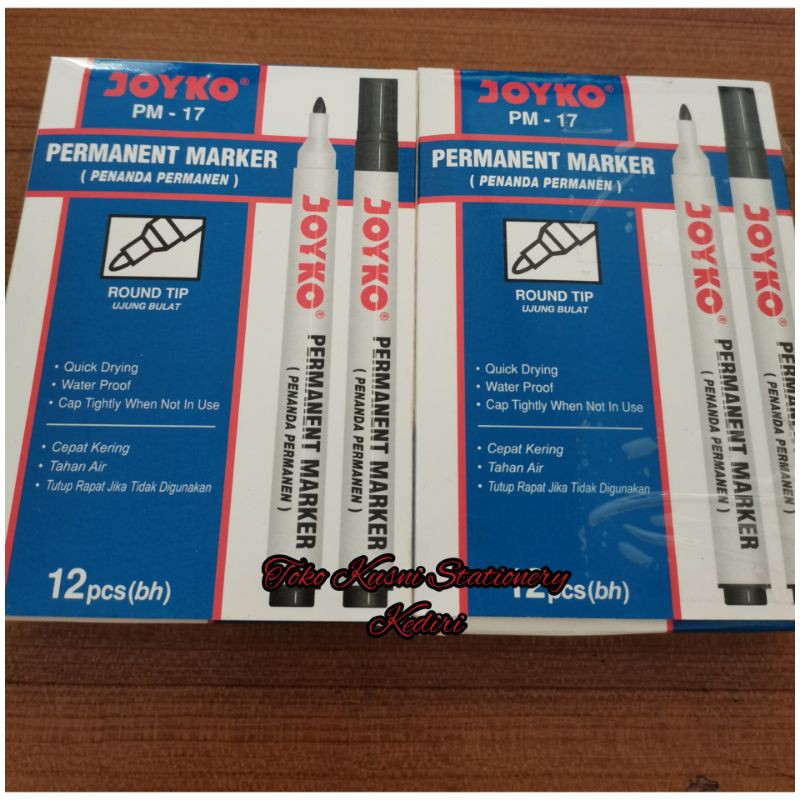 JOYKO®
PM - 17
PERMANENT MARKER
( PENANDA PERMANEN )
ROUND TIP
UJUNG BULAT
• Quick Drying
• Water Proof
• Cap Tightly When Not In Use
• Cepat Kering
• Tahan Air
• Tutup Rapat Jika Tidak Digunakan
12pcs(bh)
JOYKO®
PERMANENT MARKER
( PENANDA PERMANEN )
JOYKO®
PERMANENT MARKER
( PENANDA PERMANEN )
JOYKO®
PM - 17
PERMANENT MARKER
( PENANDA PERMANEN )
ROUND TIP
UJUNG BULAT
• Quick Drying
• Water Proof
• Cap Tightly When Not In Use
• Cepat Kering
• Tahan Air
• Tutup Rapat Jika Tidak Digunakan
12pcs(bh)
JOYKO®
PERMANENT MARKER
( PENANDA PERMANEN )
JOYKO
PERMANENT MARKER
( PENANDA PERMANEN )
Toko Kusni Stationery
Kediri